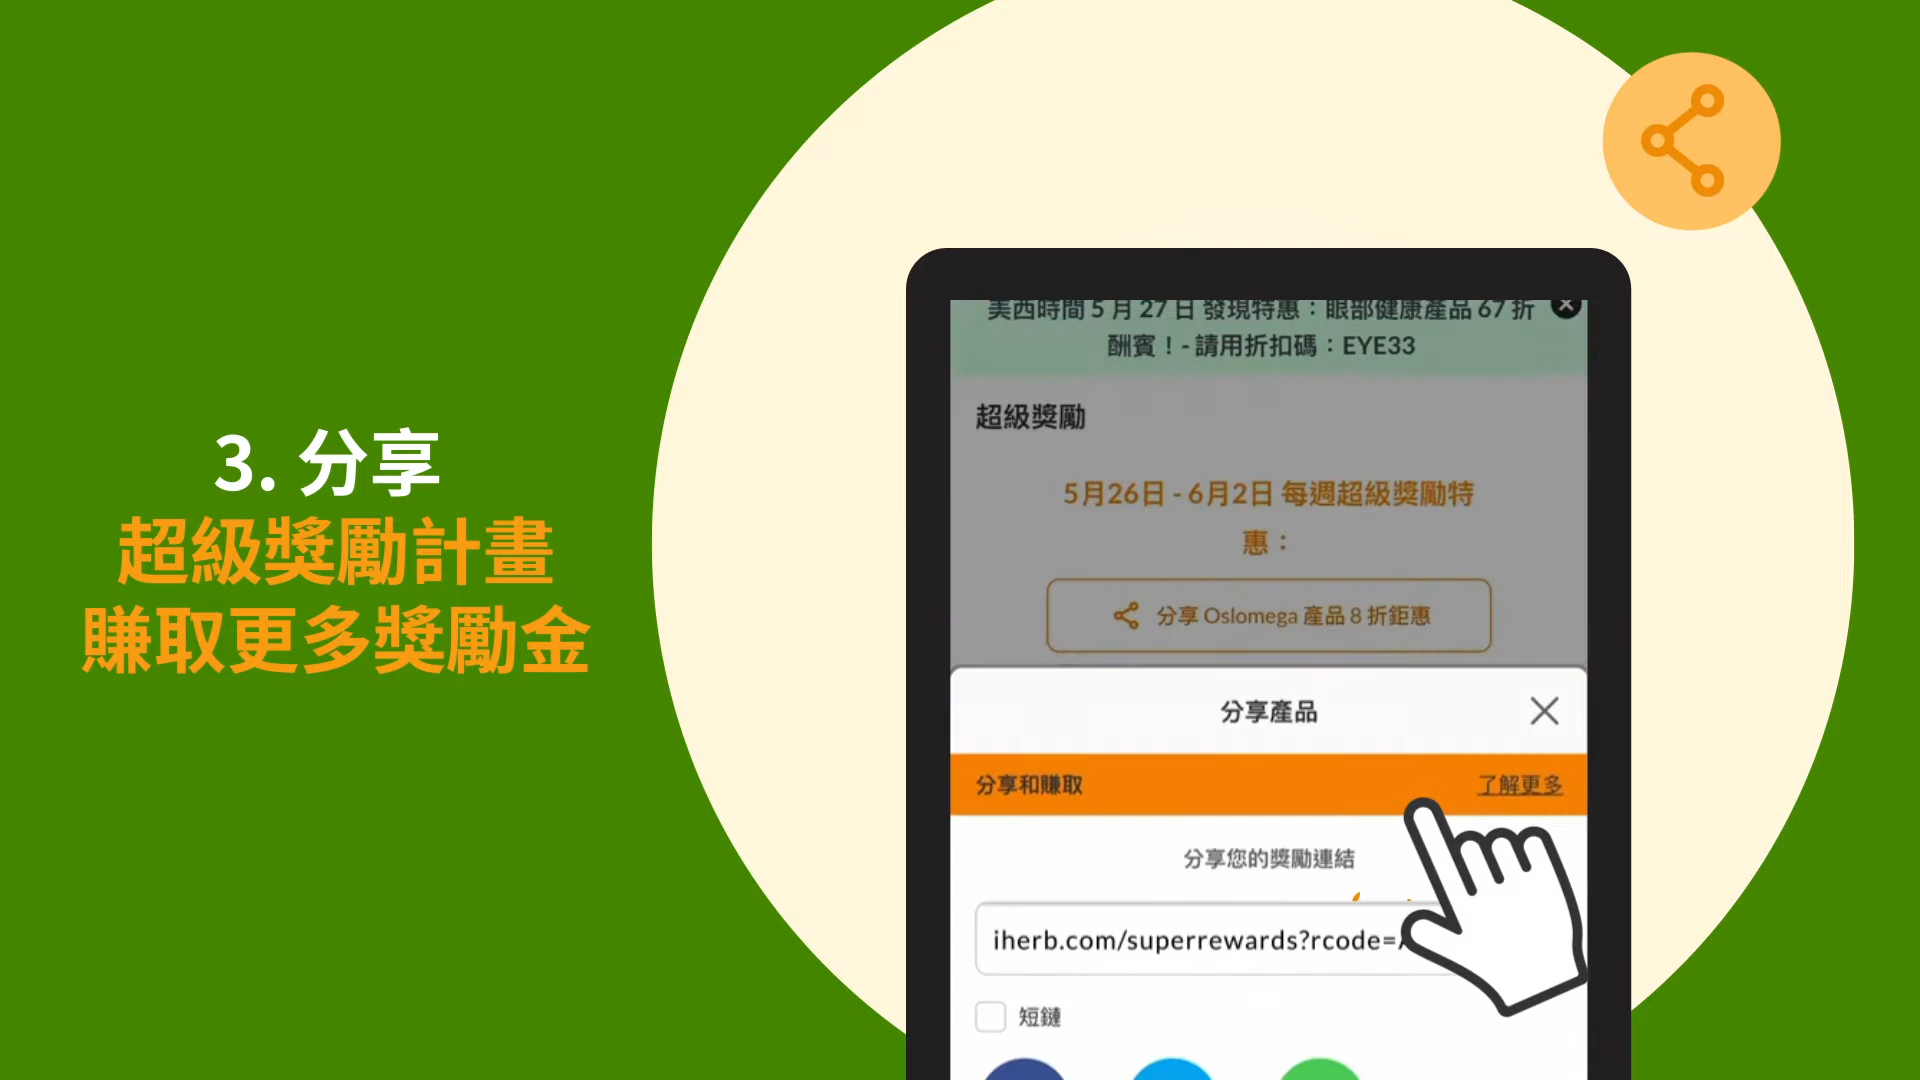 3. 分享
超級獎勵計畫
賺取更多獎勵金
美西時間 5 月 27 日 發現特惠：眼部健康產品 67 折
酬賓！- 請用折扣碼：EYE33
超級獎勵
5月26日 - 6月2日 每週超級獎勵特
惠：
分享 Oslomega 產品 8 折鉅惠
分享產品
分享和賺取
了解更多
分享您的獎勵連結
iherb.com/superrewards?rcode=
短鏈